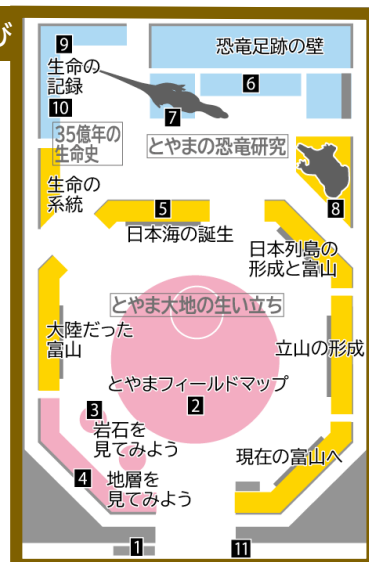 び
9
生命の
記録
10
35億年の
生命史
生命の
系統
恐竜足跡の壁
6
7
とやまの恐竜研究
8
5
日本海の誕生
日本列島の
形成と富山
とやま大地の生い立ち
大陸だった
富山
立山の形成
とやまフィールドマップ
2
3
岩石を
見てみよう
4
地層を
見てみよう
現在の富山へ
1
11